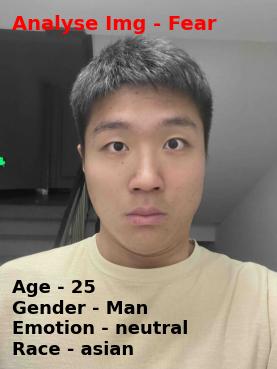 Analyse Img - Fear
Age - 25
Gender - Man
Emotion - neutral
Race - asian